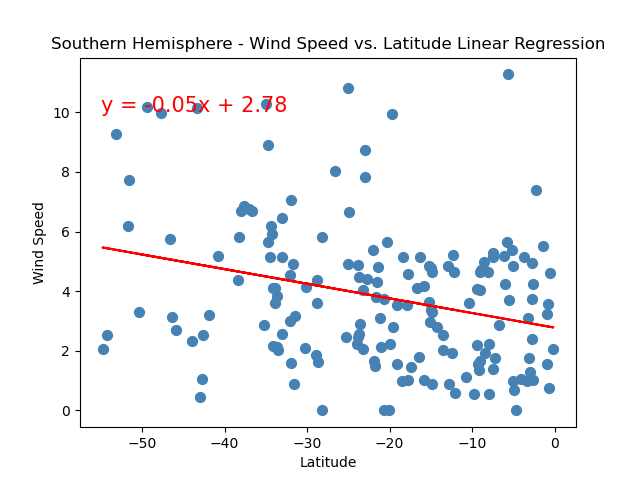 Southern Hemisphere - Wind Speed vs. Latitude Linear Regression
y = -0.05x + 2.78
10
8
6
4
2
0
Wind Speed
−50 −40 −30 −20 −10 0
Latitude